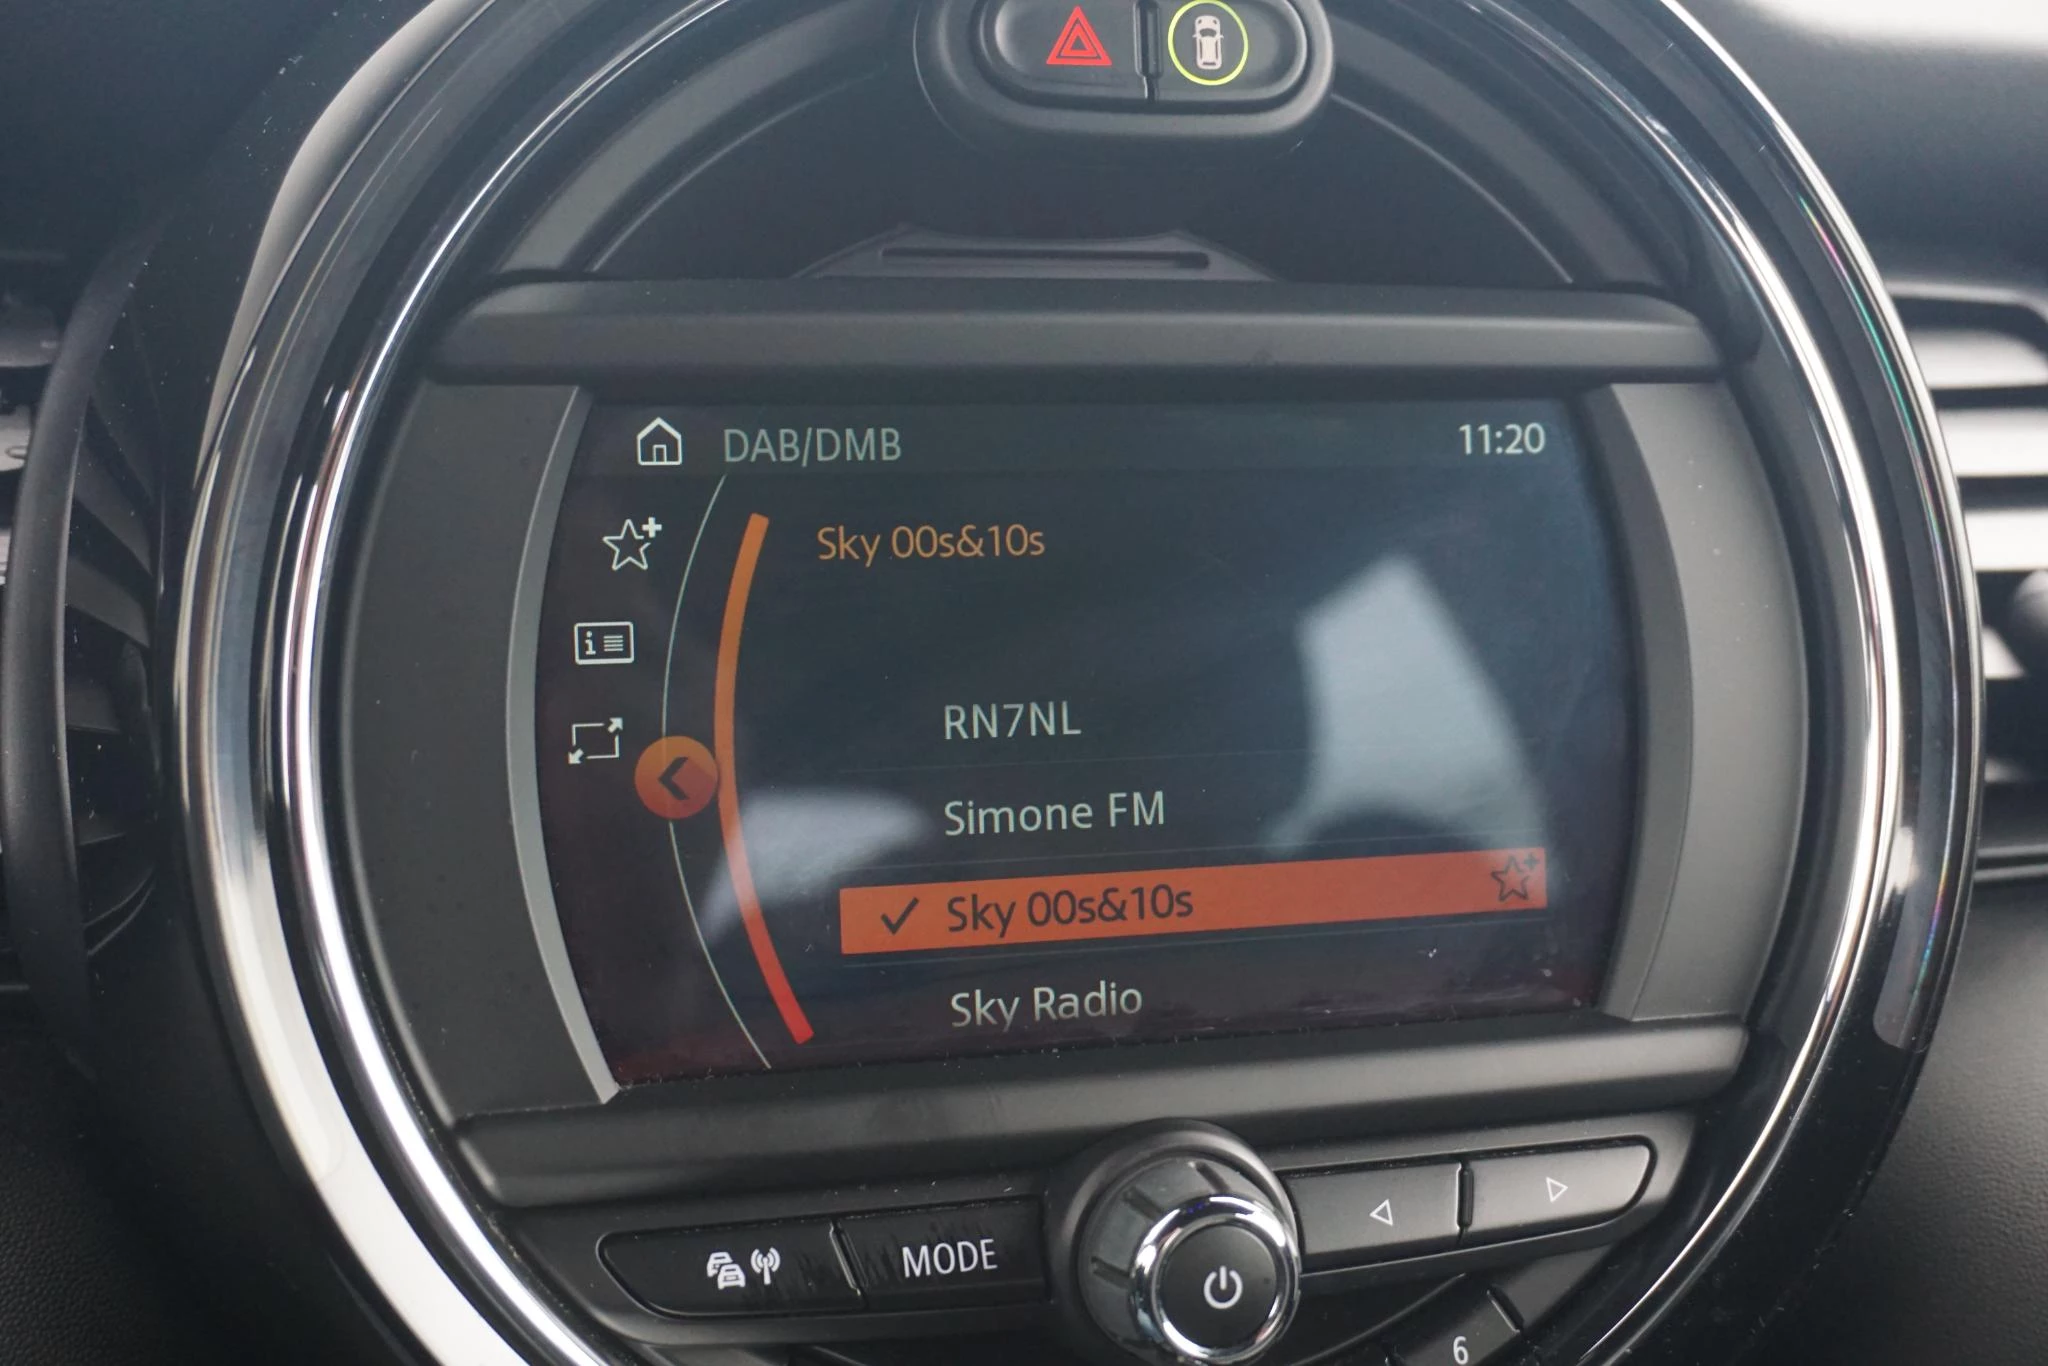 DAB/DMB 11:20
Sky 00s&10s
RN7NL
Simone FM
Sky 00s&10s
Sky Radio
MODE
6